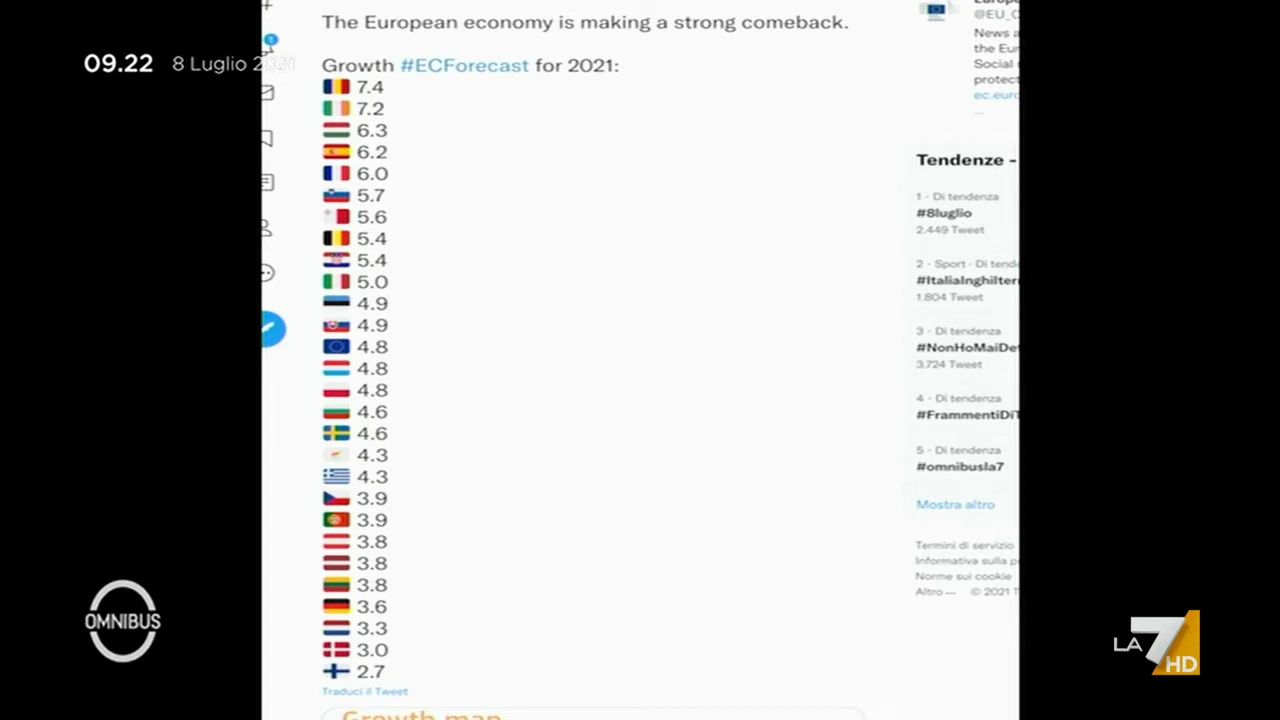 The European economy is making a strong comeback.
@EU_C
09.22 8 Luglio 2021
News a
the Eur
Social
protect
ec.euro
Growth #ECForecast for 2021:
7.4
7.2
6.3
6.2
6.0
5.7
5.6
5.4
5.4
5.0
4.9
4.9
4.8
4.8
4.8
4.6
4.6
4.3
4.3
3.9
3.9
3.8
3.8
3.8
3.6
3.3
3.0
2.7
Traduci il Tweet
Growth map
Tendenze -
1 · Di tendenza
#8luglio
2.449 Tweet
2 · Sport · Di tend
#ItaliaInghilter
1.804 Tweet
3 · Di tendenza
#NonHoMaiDet
3.724 Tweet
4 · Di tendenza
#FrammentiDiT
5 · Di tendenza
#omnibusla7
Mostra altro
Termini di servizio
Informativa sulla p
Norme sui cookie
Altro ··· © 2021 T
OMNIBUS
LA 7 HD